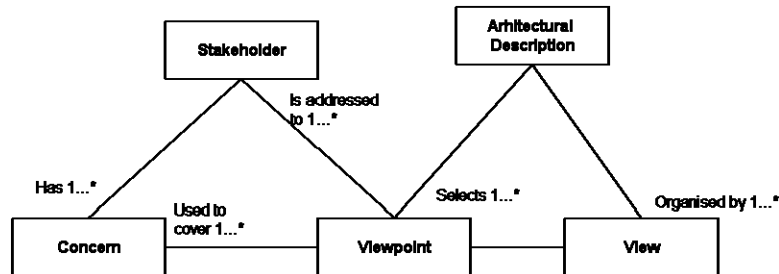 Stakeholder
Arhitectural
Description
Is addressed
to 1...*
Has 1...*
Used to
cover 1...*
Selects 1...*
Organised by 1...*
Concern
Viewpoint
View